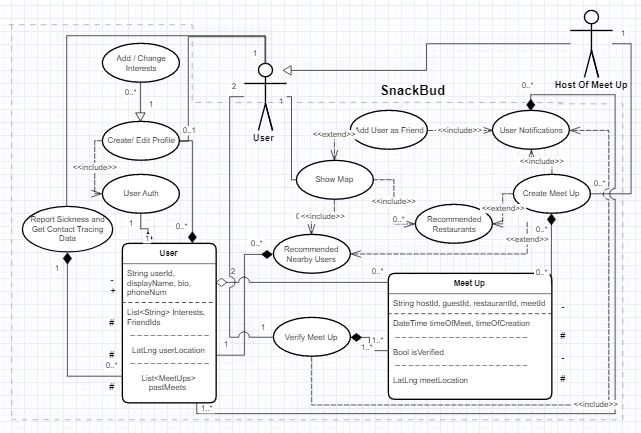 1
Host Of Meet Up
Add / Change
Interests
1
0..*
2
0..*
SnackBud
1
1
User
0..1
<<extend>>
Add User as Friend
<<include>>
User Notifications
Create/ Edit Profile
<<include>>
<<include>>
User Auth
Show Map
<<include>>
Create Meet Up
0..*
<<extend>>
<<include>>
0..*
Recommended
Restaurants
Report Sickness and
Get Contact Tracing
Data
1
1
0..*
<<extend>>
0..*
Recommended
Nearby Users
User
1
2
0..*
0..*
String userId,
displayName, bio,
phoneNum
-
+
Meet Up
String hostId, guestId, restaurantId, meetId
-
List<String> Interests,
FriendIds
#
DateTime timeOfMeet, timeOfCreation
#
1
Verify Meet Up
1..*
1..*
1
LatLng userLocation
#
Bool isVerified
-
0..*
List<MeetUps>
pastMeets
#
LatLng meetLocation
#
1..*
<<include>>